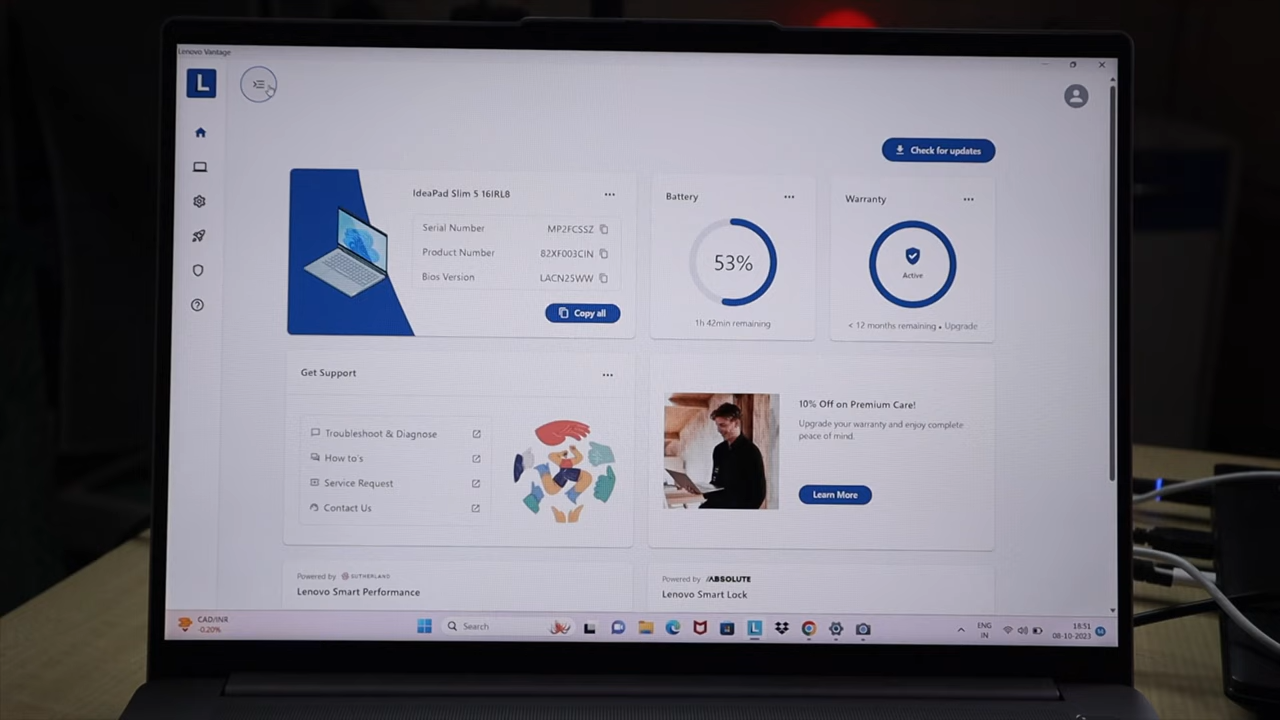 Lenovo Vantage
L
Check for updates
IdeaPad Slim 5 16IRL8
Serial Number MP2FCSSZ
Product Number 82XF003CIN
Bios Version LACN25WW
Copy all
Battery
53%
1h 42min remaining
Warranty
Active
< 12 months remaining • Upgrade
Get Support
Troubleshoot & Diagnose
How to's
Service Request
Contact Us
10% Off on Premium Care!
Upgrade your warranty and enjoy complete
peace of mind.
Learn More
Powered by SUTHERLAND
Lenovo Smart Performance
Powered by /ABSOLUTE
Lenovo Smart Lock
CAD/INR
-0.20%
Search
L
ENG
IN
18:51
08-10-2023